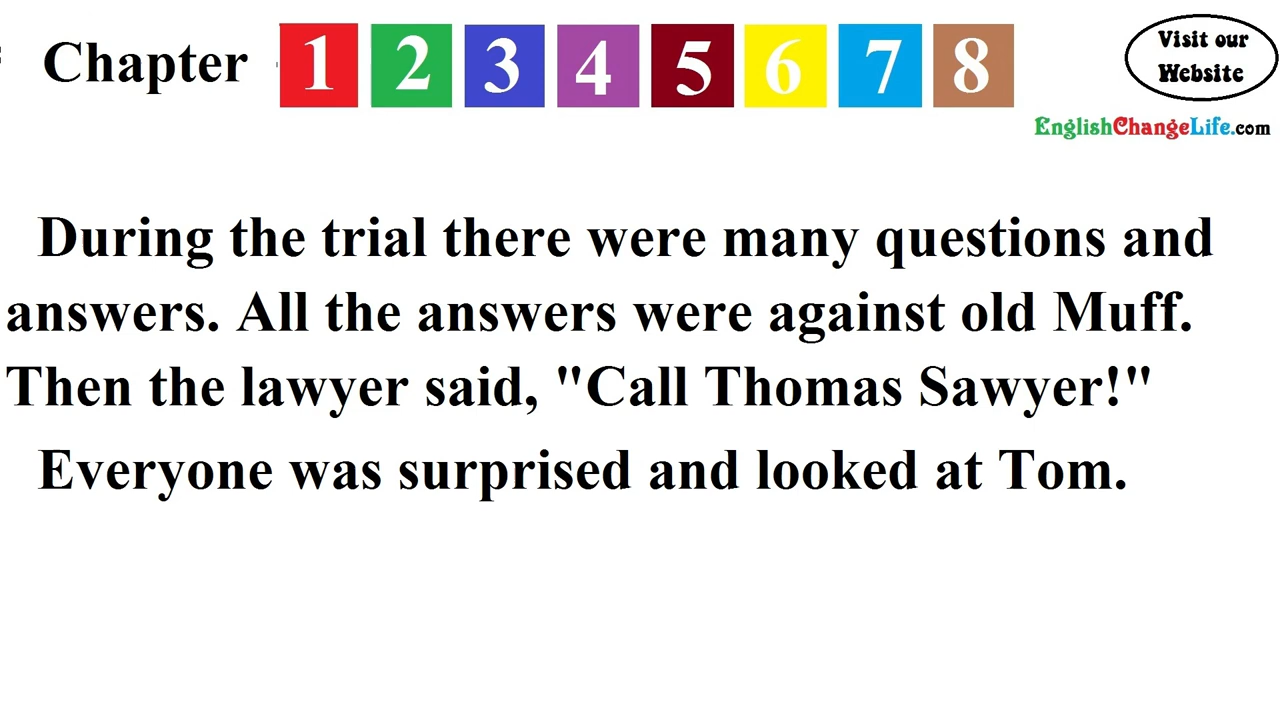 Chapter 1 2 3 4 5 6 7 8
Visit our
Website
EnglishChangeLife.com
During the trial there were many questions and
answers. All the answers were against old Muff.
Then the lawyer said, "Call Thomas Sawyer!"
Everyone was surprised and looked at Tom.